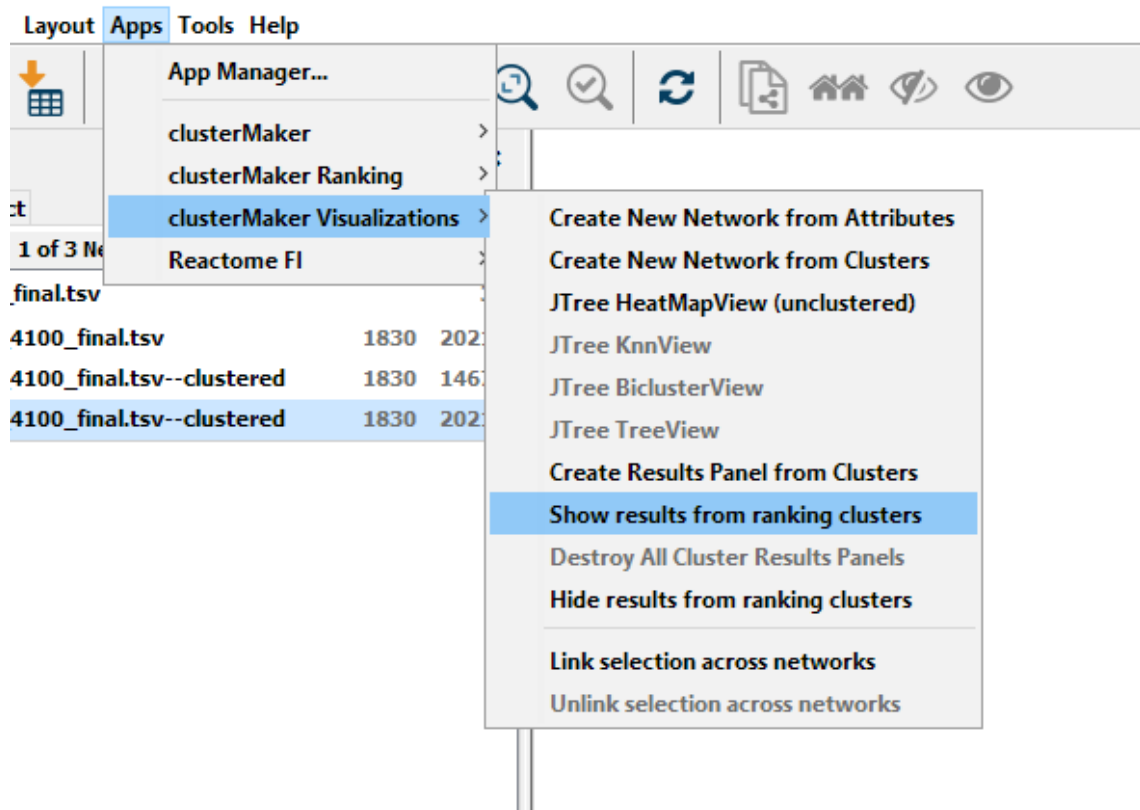 Layout Apps Tools Help
App Manager...
clusterMaker
clusterMaker Ranking
clusterMaker Visualizations
Reactome FI
ct
1 of 3 Ne
_final.tsv
4100_final.tsv 1830 202
4100_final.tsv--clustered 1830 146
4100_final.tsv--clustered 1830 202
Create New Network from Attributes
Create New Network from Clusters
JTree HeatMapView (unclustered)
JTree KnnView
JTree BiclusterView
JTree TreeView
Create Results Panel from Clusters
Show results from ranking clusters
Destroy All Cluster Results Panels
Hide results from ranking clusters
Link selection across networks
Unlink selection across networks